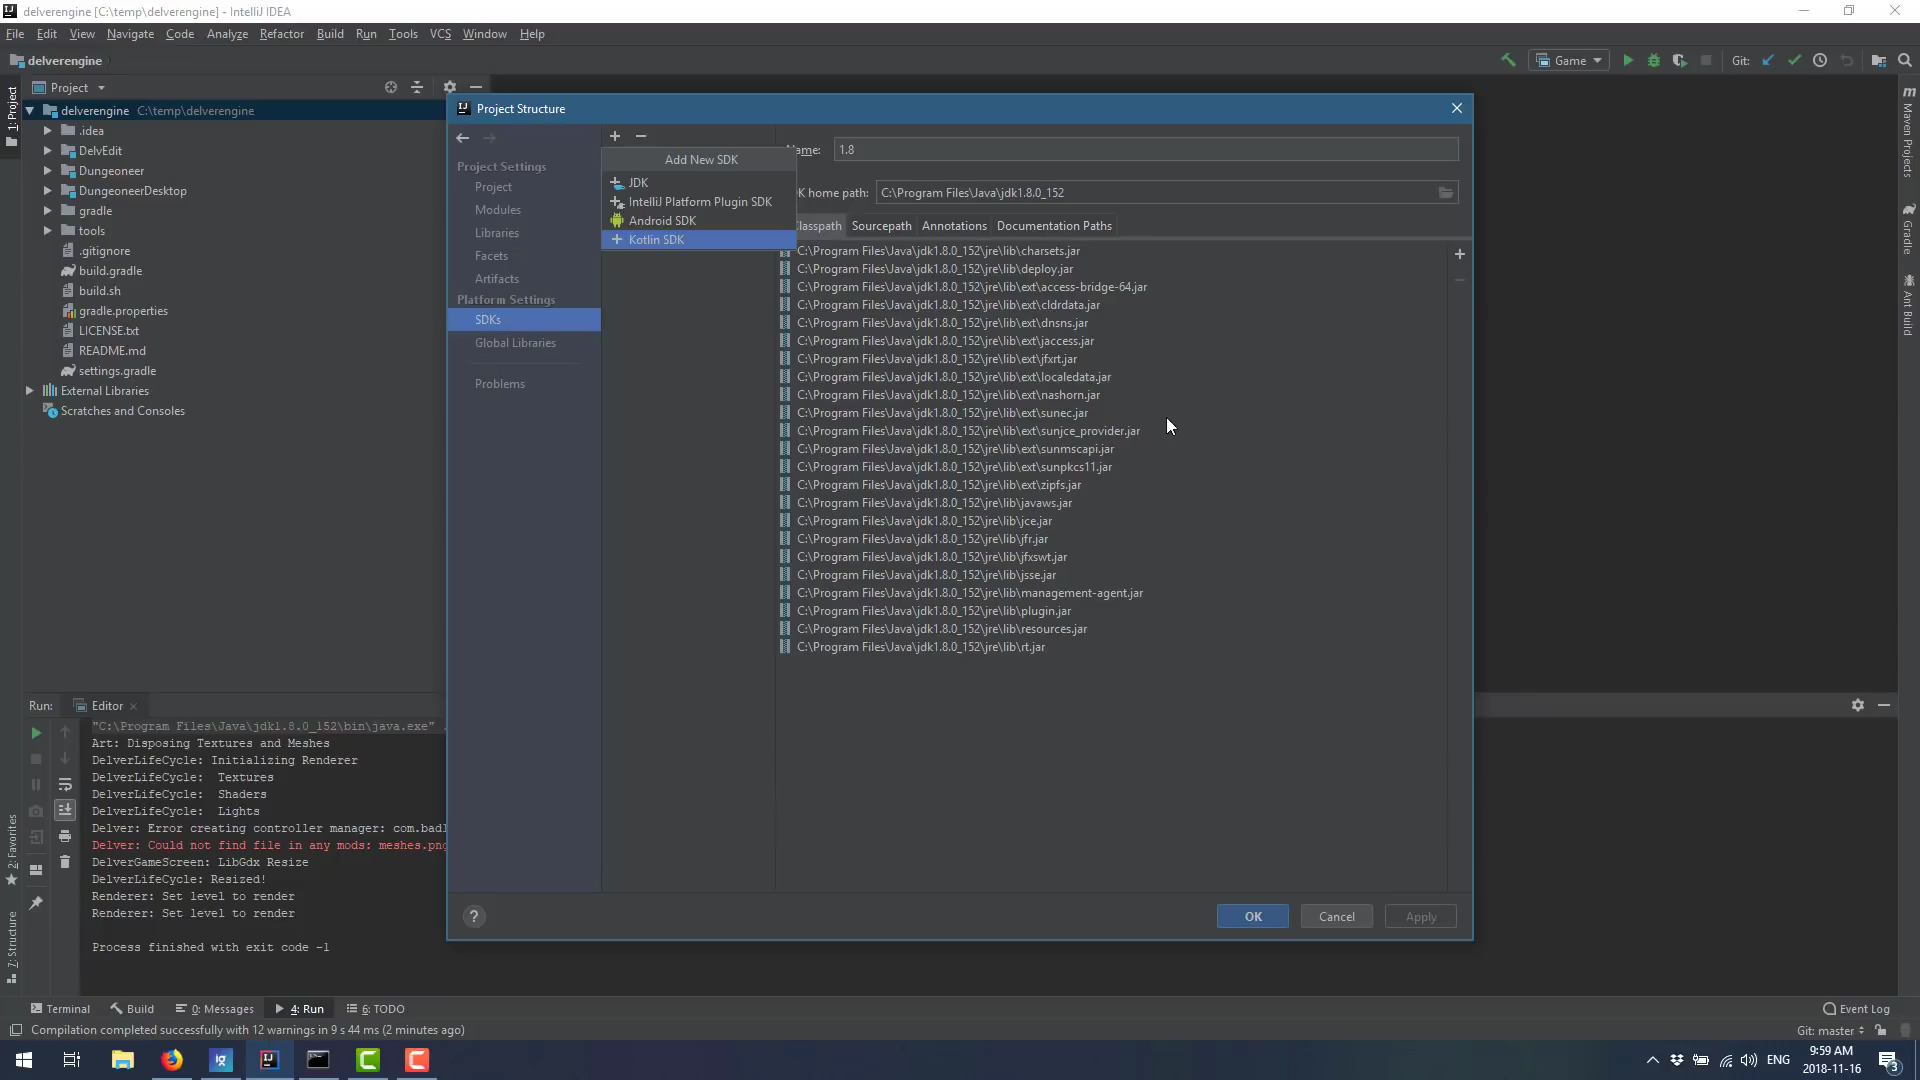 delverengine [C:\temp\delverengine] - IntelliJ IDEA
File Edit View Navigate Code Analyze Refactor Build Run Tools VCS Window Help
delverengine
Game
Git:
Project
1: Project
delverengine C:\temp\delverengine
.idea
DelvEdit
Dungeoneer
DungeoneerDesktop
gradle
tools
.gitignore
build.gradle
build.sh
gradle.properties
LICENSE.txt
README.md
settings.gradle
External Libraries
Scratches and Consoles
Project Structure
Project Settings
Project
Modules
Libraries
Facets
Artifacts
Platform Settings
SDKs
Global Libraries
Problems
Add New SDK
JDK
IntelliJ Platform Plugin SDK
Android SDK
Kotlin SDK
ame: 1.8
K home path: C:\Program Files\Java\jdk1.8.0_152
lasspath Sourcepath Annotations Documentation Paths
C:\Program Files\Java\jdk1.8.0_152\jre\lib\charsets.jar
C:\Program Files\Java\jdk1.8.0_152\jre\lib\deploy.jar
C:\Program Files\Java\jdk1.8.0_152\jre\lib\ext\access-bridge-64.jar
C:\Program Files\Java\jdk1.8.0_152\jre\lib\ext\cldrdata.jar
C:\Program Files\Java\jdk1.8.0_152\jre\lib\ext\dnsns.jar
C:\Program Files\Java\jdk1.8.0_152\jre\lib\ext\jaccess.jar
C:\Program Files\Java\jdk1.8.0_152\jre\lib\ext\jfxrt.jar
C:\Program Files\Java\jdk1.8.0_152\jre\lib\ext\localedata.jar
C:\Program Files\Java\jdk1.8.0_152\jre\lib\ext\nashorn.jar
C:\Program Files\Java\jdk1.8.0_152\jre\lib\ext\sunec.jar
C:\Program Files\Java\jdk1.8.0_152\jre\lib\ext\sunjce_provider.jar
C:\Program Files\Java\jdk1.8.0_152\jre\lib\ext\sunmscapi.jar
C:\Program Files\Java\jdk1.8.0_152\jre\lib\ext\sunpkcs11.jar
C:\Program Files\Java\jdk1.8.0_152\jre\lib\ext\zipfs.jar
C:\Program Files\Java\jdk1.8.0_152\jre\lib\javaws.jar
C:\Program Files\Java\jdk1.8.0_152\jre\lib\jce.jar
C:\Program Files\Java\jdk1.8.0_152\jre\lib\jfr.jar
C:\Program Files\Java\jdk1.8.0_152\jre\lib\jfxswt.jar
C:\Program Files\Java\jdk1.8.0_152\jre\lib\jsse.jar
C:\Program Files\Java\jdk1.8.0_152\jre\lib\management-agent.jar
C:\Program Files\Java\jdk1.8.0_152\jre\lib\plugin.jar
C:\Program Files\Java\jdk1.8.0_152\jre\lib\resources.jar
C:\Program Files\Java\jdk1.8.0_152\jre\lib\rt.jar
?
OK Cancel Apply
Maven Projects
Gradle
Ant Build
Run: Editor
"C:\Program Files\Java\jdk1.8.0_152\bin\java.exe" .
Art: Disposing Textures and Meshes
DelverLifeCycle: Initializing Renderer
DelverLifeCycle: Textures
DelverLifeCycle: Shaders
DelverLifeCycle: Lights
Delver: Error creating controller manager: com.badl
Delver: Could not find file in any mods: meshes.png
DelverGameScreen: LibGdx Resize
DelverLifeCycle: Resized!
Renderer: Set level to render
Renderer: Set level to render
Process finished with exit code -1
2: Favorites
7: Structure
Terminal Build 0: Messages 4: Run 6: TODO Event Log
Compilation completed successfully with 12 warnings in 9 s 44 ms (2 minutes ago) Git: master
ig
ENG
9:59 AM
2018-11-16
3